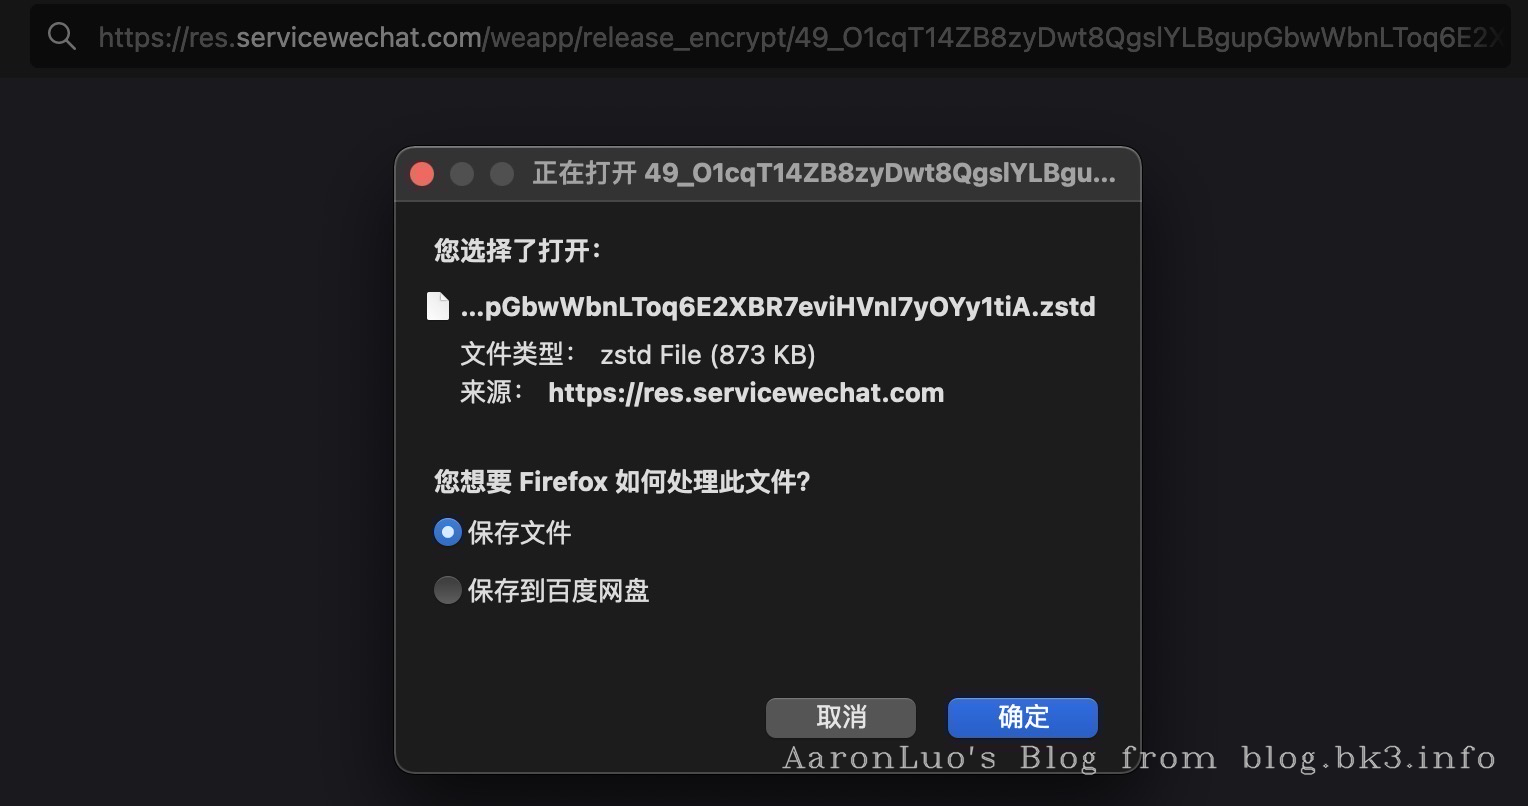 https://res.servicewechat.com/weapp/release_encrypt/49_O1cqT14ZB8zyDwt8QgslYLBgupGbwWbnLToq6E2X
正在打开 49_O1cqT14ZB8zyDwt8QgslYLBgu...
您选择了打开：
...pGbwWbnLToq6E2XBR7eviHVnI7yOYy1tiA.zstd
文件类型： zstd File (873 KB)
来源： https://res.servicewechat.com
您想要 Firefox 如何处理此文件?
保存文件
保存到百度网盘
取消 确定
AaronLuo's Blog from blog.bk3.info